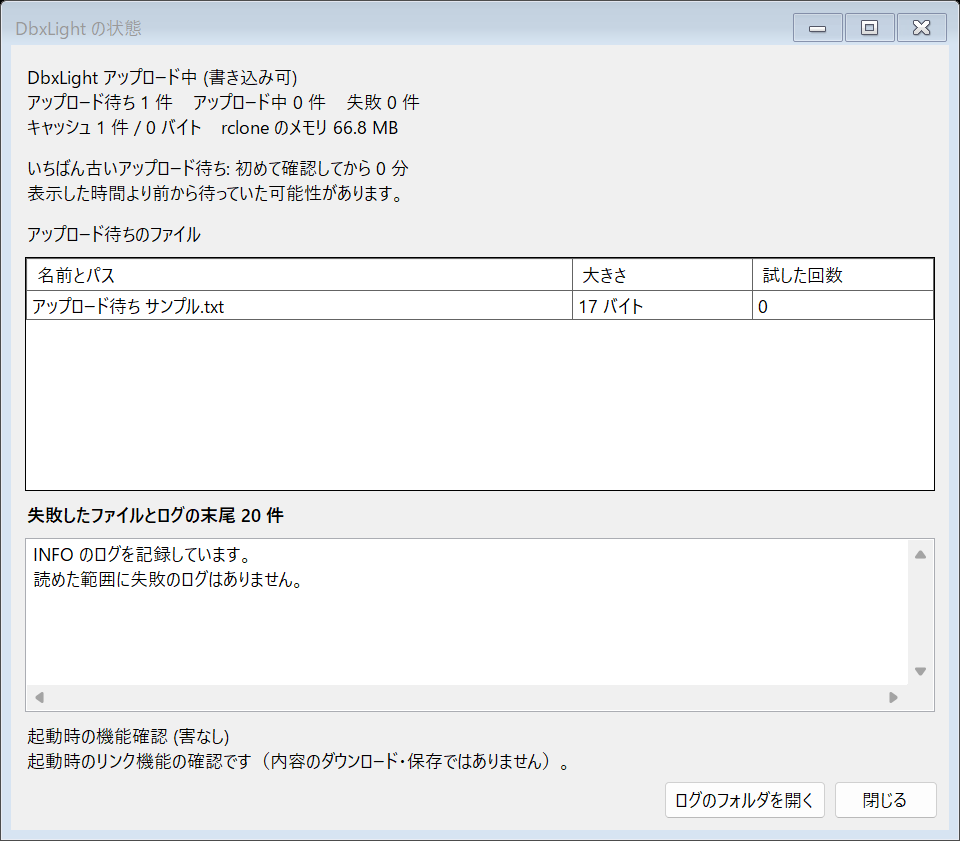 DbxLight の状態
DbxLight アップロード中 (書き込み可)
アップロード待ち 1 件　アップロード中 0 件　失敗 0 件
キャッシュ 1 件 / 0 バイト　rclone のメモリ 66.8 MB
いちばん古いアップロード待ち: 初めて確認してから 0 分
表示した時間より前から待っていた可能性があります。
アップロード待ちのファイル
名前とパス　大きさ　試した回数
アップロード待ち サンプル.txt　17 バイト　0
失敗したファイルとログの末尾 20 件
INFO のログを記録しています。
読めた範囲に失敗のログはありません。
起動時の機能確認 (害なし)
起動時のリンク機能の確認です（内容のダウンロード・保存ではありません）。
ログのフォルダを開く　閉じる